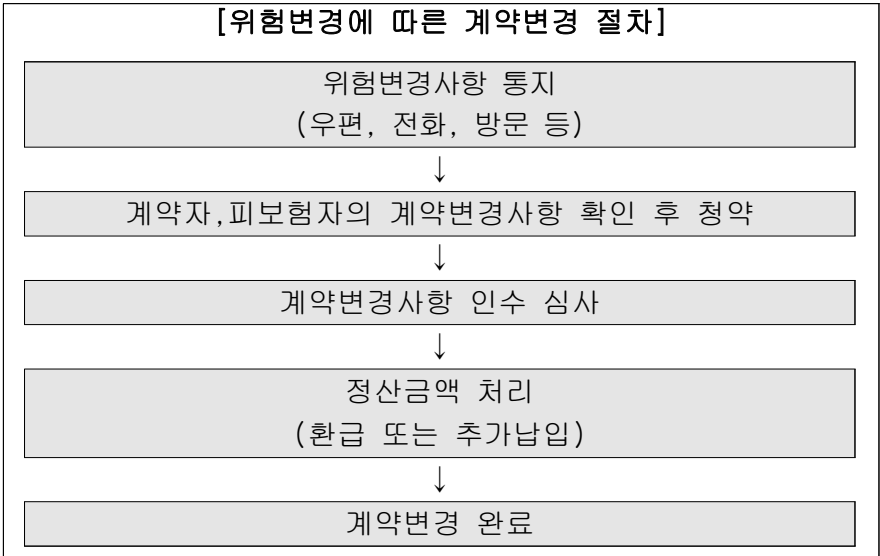 [위험변경에 따른 계약변경 절차]
위험변경사항 통지
(우편, 전화, 방문 등)
↓
계약자,피보험자의 계약변경사항 확인 후 청약
↓
계약변경사항 인수 심사
↓
정산금액 처리
(환급 또는 추가납입)
↓
계약변경 완료